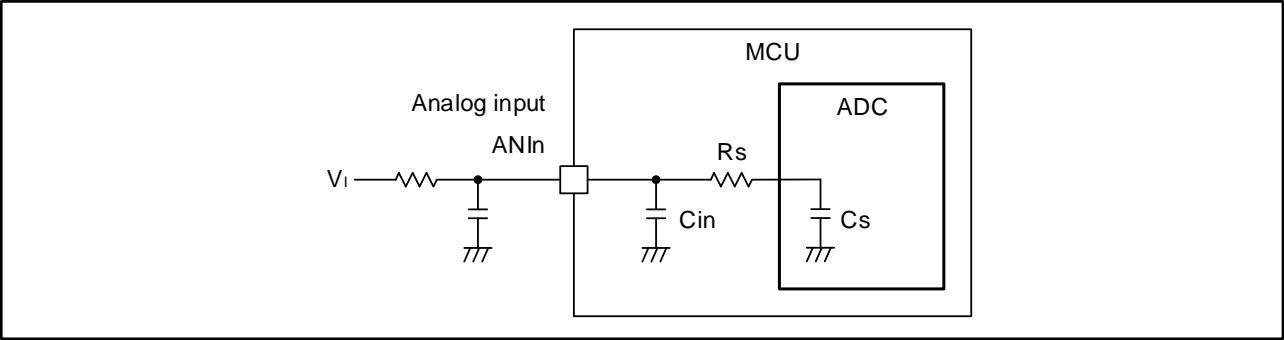 MCU
Analog input
ADC
ANIn
Rs
VI
Cin
Cs